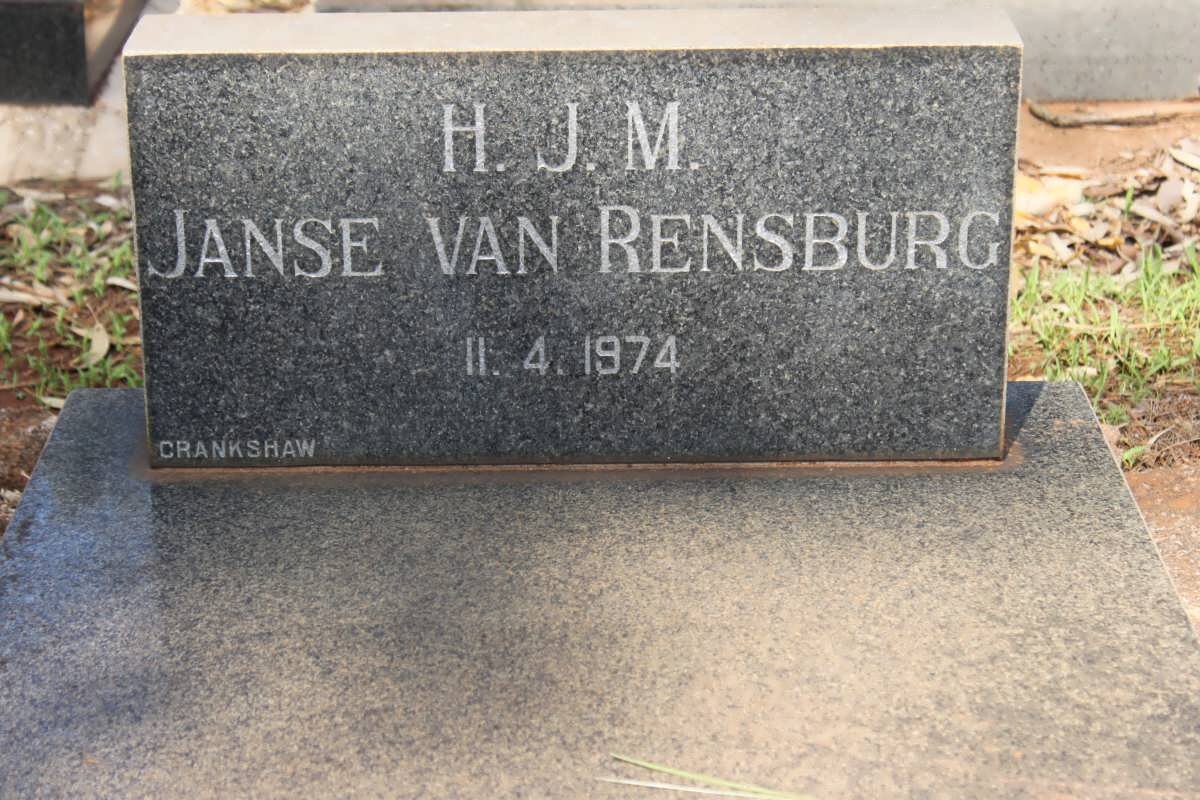 H. J. M.
JANSE VAN RENSBURG
11. 4. 1974
CRANKSHAW